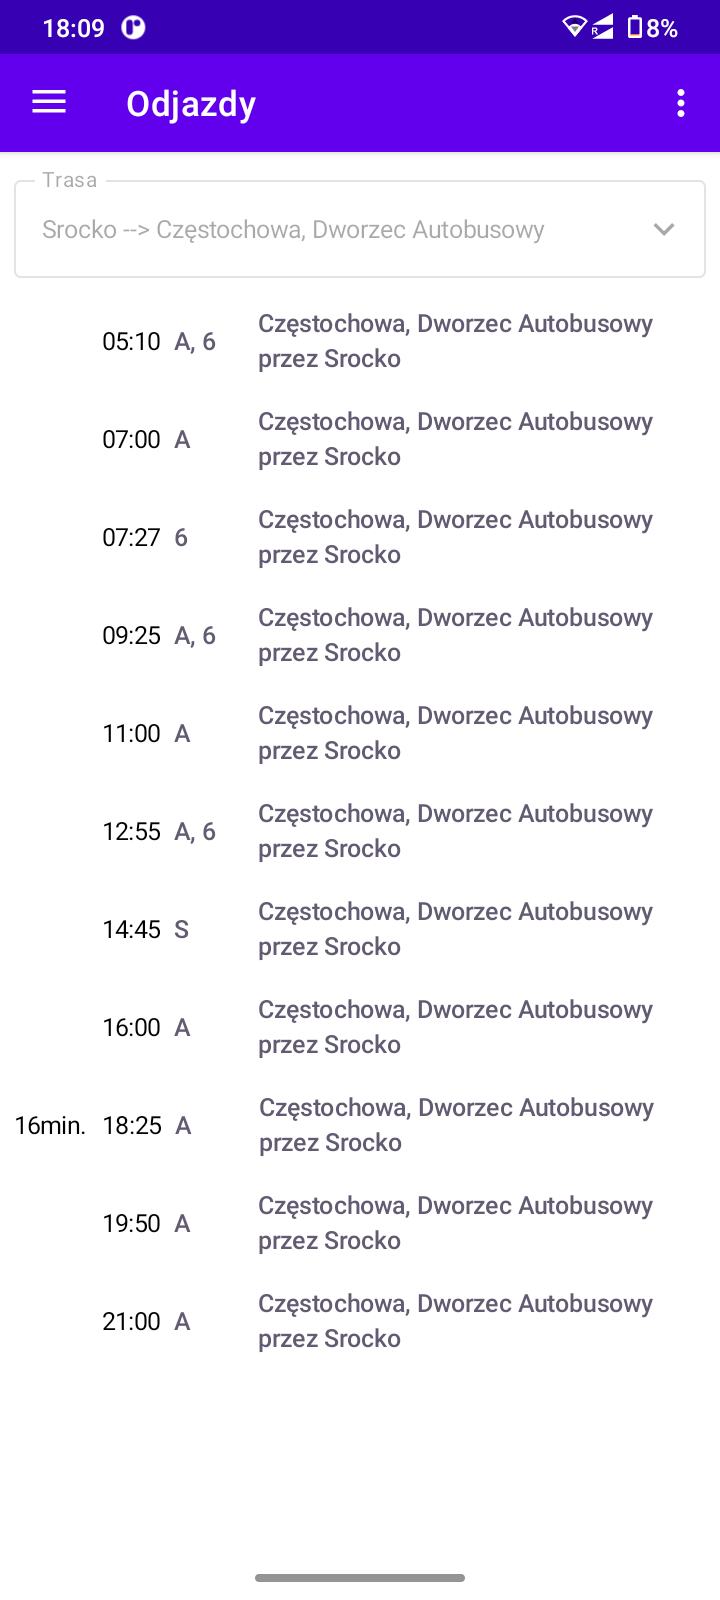 18:09
R
8%
Odjazdy
Trasa
Srocko --> Częstochowa, Dworzec Autobusowy
05:10 A, 6 Częstochowa, Dworzec Autobusowy
przez Srocko
07:00 A Częstochowa, Dworzec Autobusowy
przez Srocko
07:27 6 Częstochowa, Dworzec Autobusowy
przez Srocko
09:25 A, 6 Częstochowa, Dworzec Autobusowy
przez Srocko
11:00 A Częstochowa, Dworzec Autobusowy
przez Srocko
12:55 A, 6 Częstochowa, Dworzec Autobusowy
przez Srocko
14:45 S Częstochowa, Dworzec Autobusowy
przez Srocko
16:00 A Częstochowa, Dworzec Autobusowy
przez Srocko
16min. 18:25 A Częstochowa, Dworzec Autobusowy
przez Srocko
19:50 A Częstochowa, Dworzec Autobusowy
przez Srocko
21:00 A Częstochowa, Dworzec Autobusowy
przez Srocko